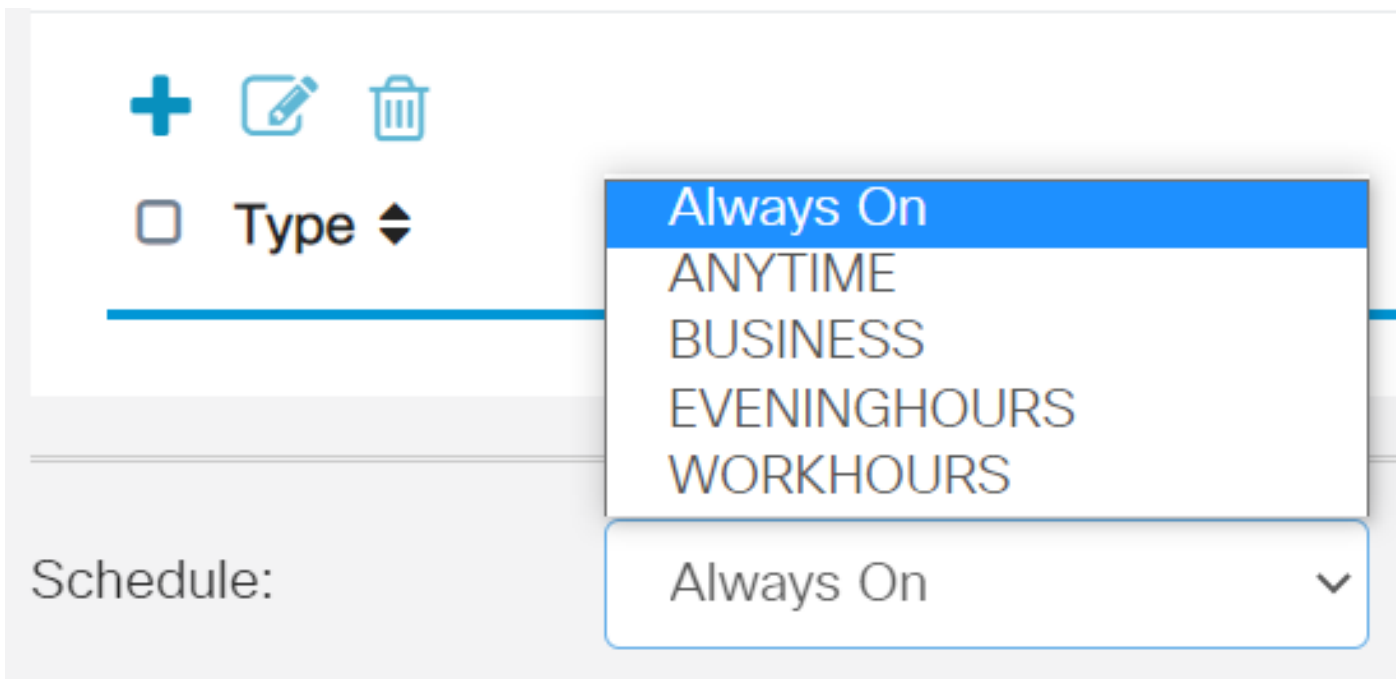 Type
Always On
ANYTIME
BUSINESS
EVENINGHOURS
WORKHOURS
Schedule:
Always On